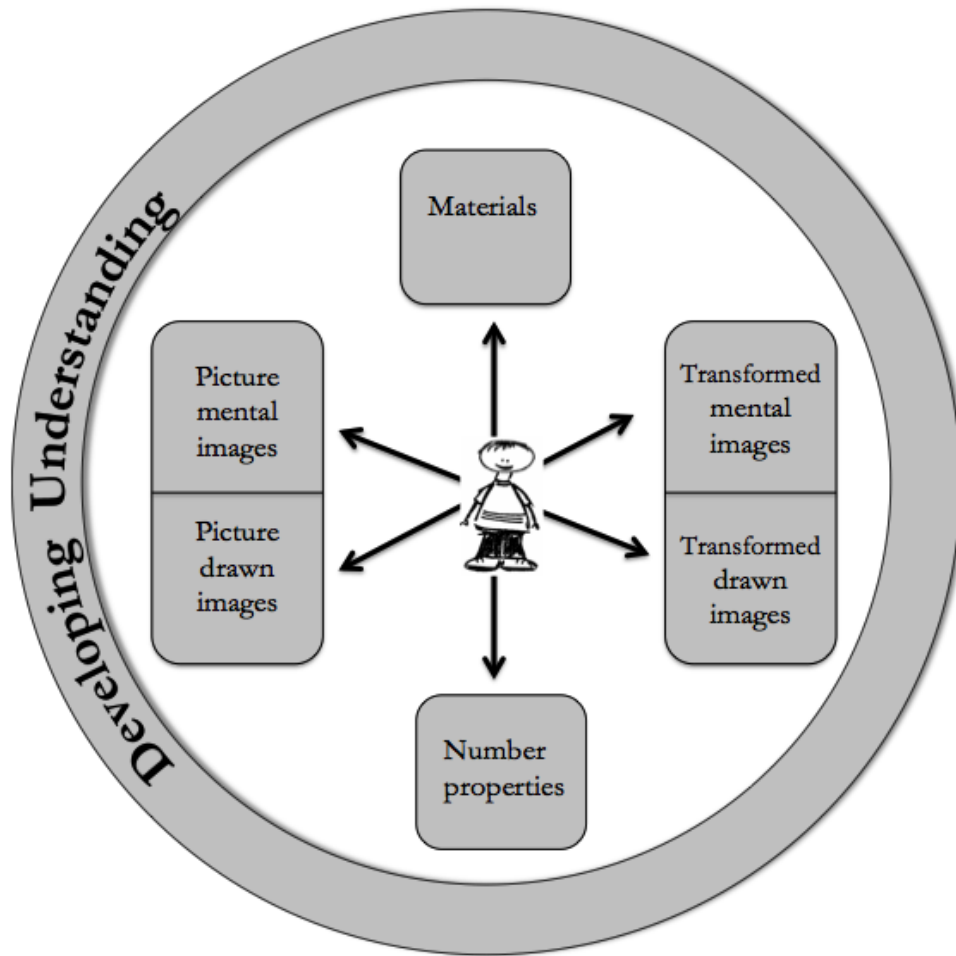 Developing Understanding
Materials
Picture
mental
images
Picture
drawn
images
Transformed
mental
images
Transformed
drawn
images
Number
properties